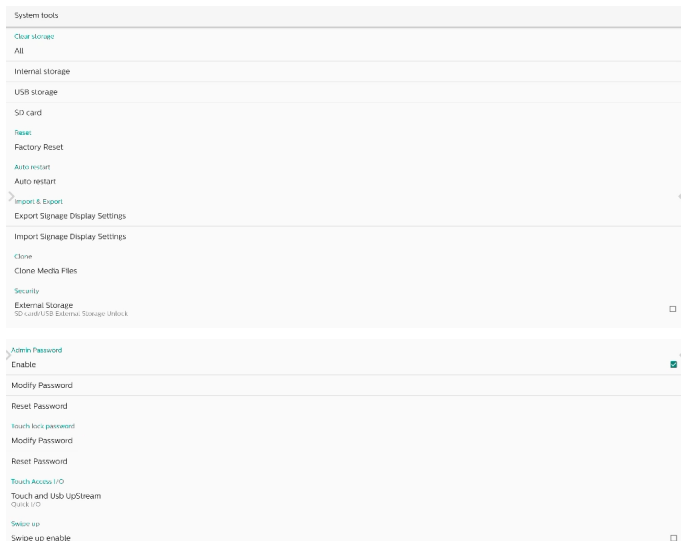 System tools
Clear storage
All
Internal storage
USB storage
SD card
Reset
Factory Reset
Auto restart
Auto restart
Import & Export
Export Signage Display Settings
Import Signage Display Settings
Clone
Clone Media Files
Security
External Storage
SD card/USB External Storage Unlock
Admin Password
Enable
Modify Password
Reset Password
Touch lock password
Modify Password
Reset Password
Touch Access I/O
Touch and Usb UpStream
Quick I/O
Swipe up
Swipe up enable